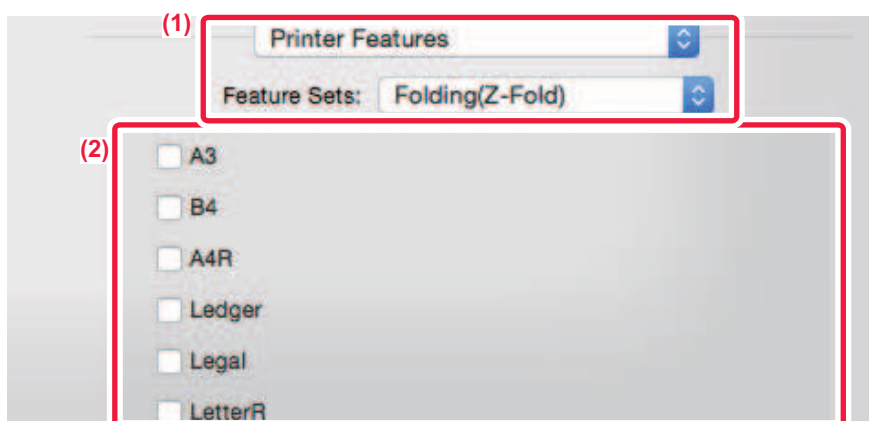 (1)
Printer Features
Feature Sets: Folding(Z-Fold)
(2)
A3
B4
A4R
Ledger
Legal
LetterR